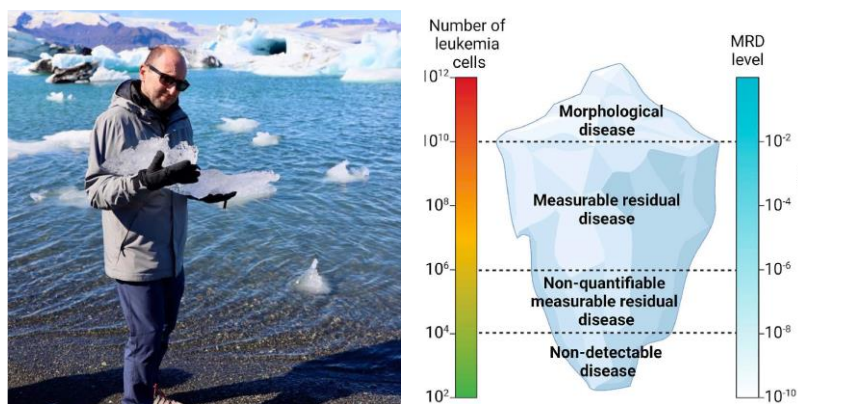 Number of
leukemia
cells
10¹²
10¹⁰
10⁸
10⁶
10⁴
10²
Morphological
disease
Measurable residual
disease
Non-quantifiable
measurable residual
disease
Non-detectable
disease
MRD
level
10⁻²
10⁻⁴
10⁻⁶
10⁻⁸
10⁻¹⁰